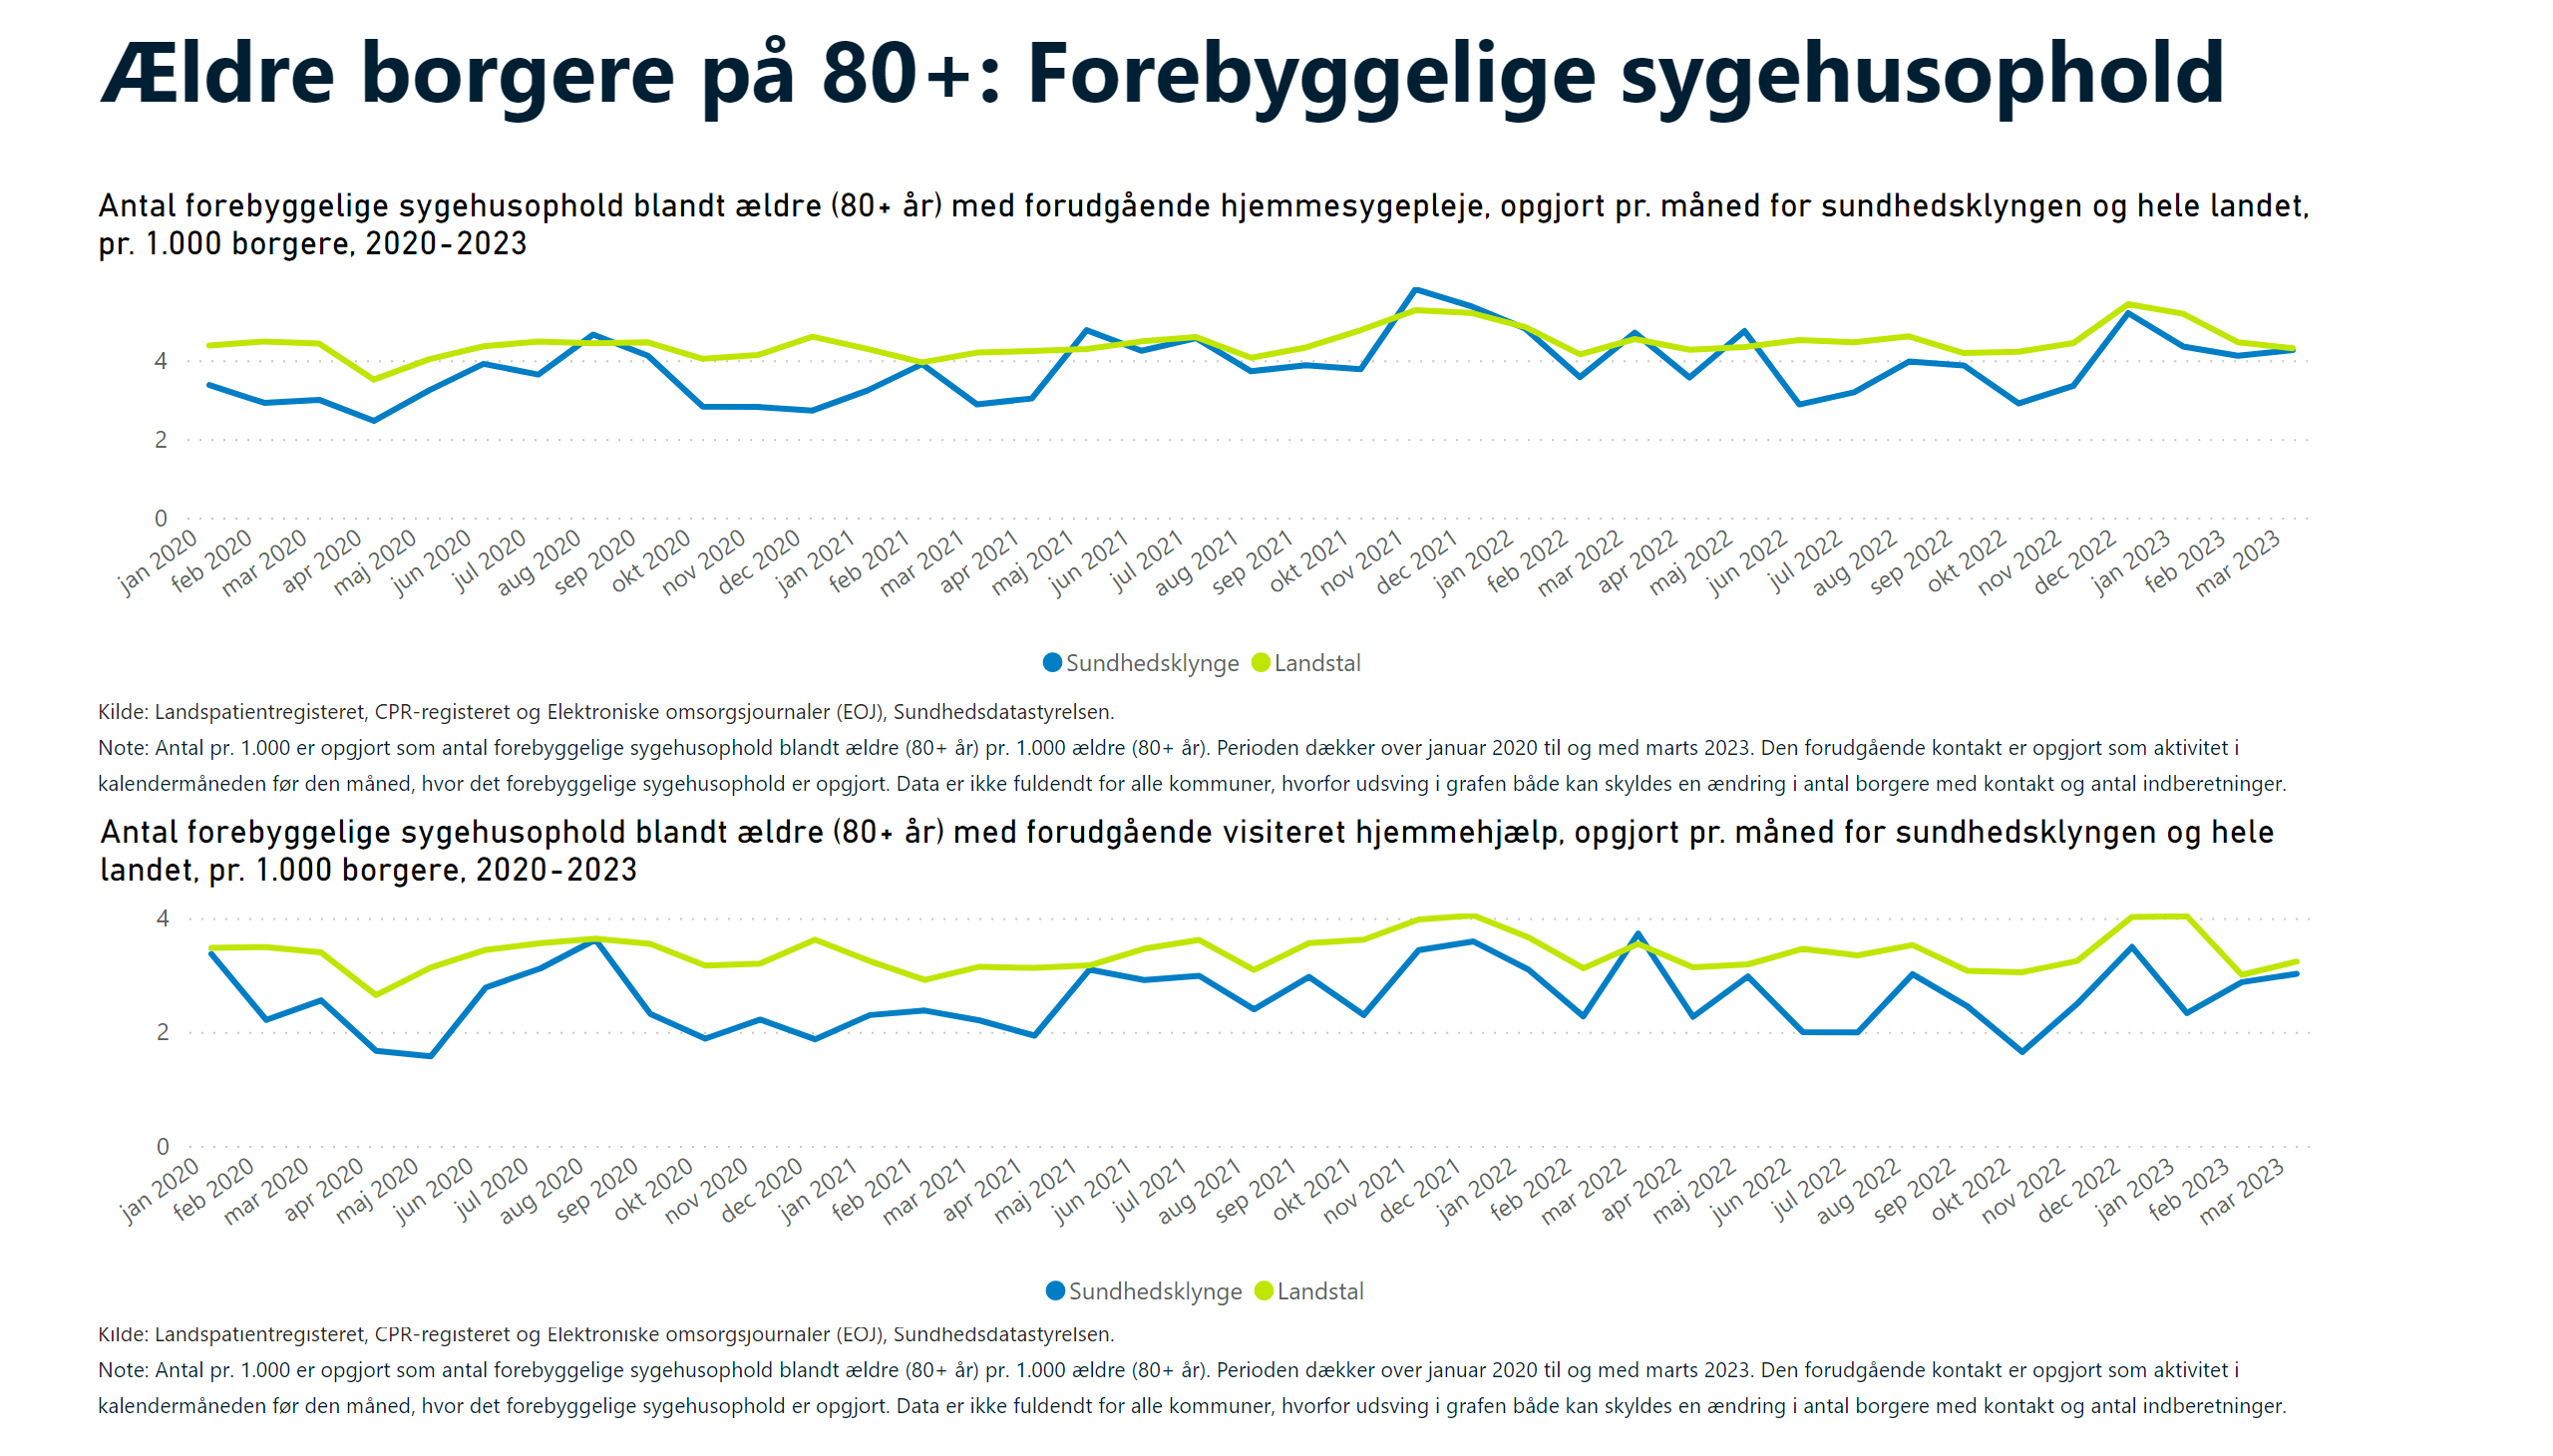 Ældre borgere på 80+: Forebyggelige sygehusophold
Antal forebyggelige sygehusophold blandt ældre (80+ år) med forudgående hjemmesygepleje, opgjort pr. måned for sundhedsklyngen og hele landet,
pr. 1.000 borgere, 2020-2023
4
2
0
jan 2020
feb 2020
mar 2020
apr 2020
maj 2020
jun 2020
jul 2020
aug 2020
sep 2020
okt 2020
nov 2020
dec 2020
jan 2021
feb 2021
mar 2021
apr 2021
maj 2021
jun 2021
jul 2021
aug 2021
sep 2021
okt 2021
nov 2021
dec 2021
jan 2022
feb 2022
mar 2022
apr 2022
maj 2022
jun 2022
jul 2022
aug 2022
sep 2022
okt 2022
nov 2022
dec 2022
jan 2023
feb 2023
mar 2023
Sundhedsklynge Landstal
Kilde: Landspatientregisteret, CPR-registeret og Elektroniske omsorgsjournaler (EOJ), Sundhedsdatastyrelsen.
Note: Antal pr. 1.000 er opgjort som antal forebyggelige sygehusophold blandt ældre (80+ år) pr. 1.000 ældre (80+ år). Perioden dækker over januar 2020 til og med marts 2023. Den forudgående kontakt er opgjort som aktivitet i
kalendermåneden før den måned, hvor det forebyggelige sygehusophold er opgjort. Data er ikke fuldendt for alle kommuner, hvorfor udsving i grafen både kan skyldes en ændring i antal borgere med kontakt og antal indberetninger.
Antal forebyggelige sygehusophold blandt ældre (80+ år) med forudgående visiteret hjemmehjælp, opgjort pr. måned for sundhedsklyngen og hele
landet, pr. 1.000 borgere, 2020-2023
4
2
0
jan 2020
feb 2020
mar 2020
apr 2020
maj 2020
jun 2020
jul 2020
aug 2020
sep 2020
okt 2020
nov 2020
dec 2020
jan 2021
feb 2021
mar 2021
apr 2021
maj 2021
jun 2021
jul 2021
aug 2021
sep 2021
okt 2021
nov 2021
dec 2021
jan 2022
feb 2022
mar 2022
apr 2022
maj 2022
jun 2022
jul 2022
aug 2022
sep 2022
okt 2022
nov 2022
dec 2022
jan 2023
feb 2023
mar 2023
Sundhedsklynge Landstal
Kilde: Landspatientregisteret, CPR-registeret og Elektroniske omsorgsjournaler (EOJ), Sundhedsdatastyrelsen.
Note: Antal pr. 1.000 er opgjort som antal forebyggelige sygehusophold blandt ældre (80+ år) pr. 1.000 ældre (80+ år). Perioden dækker over januar 2020 til og med marts 2023. Den forudgående kontakt er opgjort som aktivitet i
kalendermåneden før den måned, hvor det forebyggelige sygehusophold er opgjort. Data er ikke fuldendt for alle kommuner, hvorfor udsving i grafen både kan skyldes en ændring i antal borgere med kontakt og antal indberetninger.